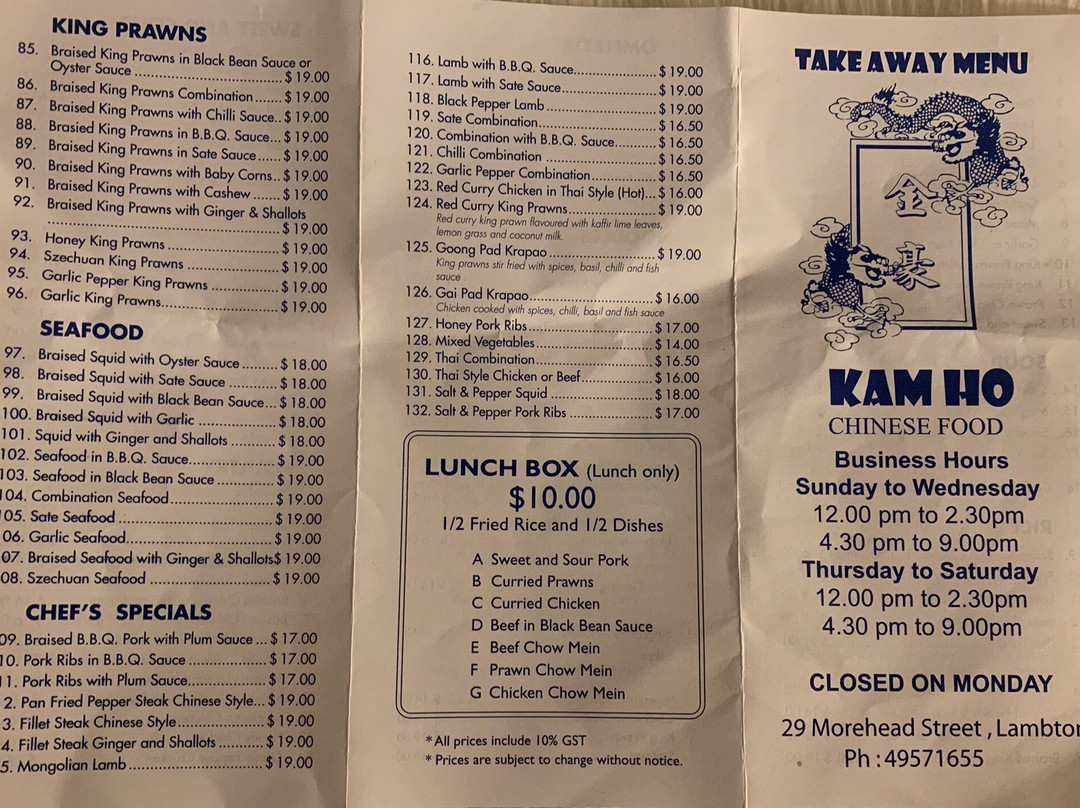 KING PRAWNS
85. Braised King Prawns in Black Bean Sauce or
Oyster Sauce ........ $ 19.00
86. Braised King Prawns Combination ....... $ 19.00
87. Braised King Prawns with Chilli Sauce.. $ 19.00
88. Brasied King Prawns in B.B.Q. Sauce... $ 19.00
89. Braised King Prawns in Sate Sauce...... $ 19.00
90. Braised King Prawns with Baby Corns.. $ 19.00
91. Braised King Prawns with Cashew ........ $ 19.00
92. Braised King Prawns with Ginger & Shallots
........ $ 19.00
93. Honey King Prawns ........ $ 19.00
94. Szechuan King Prawns ........ $ 19.00
95. Garlic Pepper King Prawns ........ $ 19.00
96. Garlic King Prawns........ $ 19.00
SEAFOOD
97. Braised Squid with Oyster Sauce ........ $ 18.00
98. Braised Squid with Sate Sauce .......... $ 18.00
99. Braised Squid with Black Bean Sauce... $ 18.00
100. Braised Squid with Garlic ........ $ 18.00
101. Squid with Ginger and Shallots .......... $ 18.00
102. Seafood in B.B.Q. Sauce........ $ 19.00
103. Seafood in Black Bean Sauce ........ $ 19.00
104. Combination Seafood........ $ 19.00
05. Sate Seafood ........ $ 19.00
06. Garlic Seafood........ $ 19.00
07. Braised Seafood with Ginger & Shallots$ 19.00
08. Szechuan Seafood ........ $ 19.00
CHEF'S SPECIALS
09. Braised B.B.Q. Pork with Plum Sauce ... $ 17.00
10. Pork Ribs in B.B.Q. Sauce ........ $ 17.00
11. Pork Ribs with Plum Sauce........ $ 17.00
2. Pan Fried Pepper Steak Chinese Style... $ 19.00
3. Fillet Steak Chinese Style........ $ 19.00
4. Fillet Steak Ginger and Shallots .......... $ 19.00
5. Mongolian Lamb........ $ 19.00
116. Lamb with B.B.Q. Sauce........ $ 19.00
117. Lamb with Sate Sauce........ $ 19.00
118. Black Pepper Lamb ........ $ 19.00
119. Sate Combination........ $ 16.50
120. Combination with B.B.Q. Sauce........ $ 16.50
121. Chilli Combination ........ $ 16.50
122. Garlic Pepper Combination........ $ 16.50
123. Red Curry Chicken in Thai Style (Hot)... $ 16.00
124. Red Curry King Prawns........ $ 19.00
Red curry king prawn flavoured with kaffir lime leaves,
lemon grass and coconut milk.
125. Goong Pad Krapao ........ $ 19.00
King prawns stir fried with spices, basil, chilli and fish
sauce
126. Gai Pad Krapao........ $ 16.00
Chicken cooked with spices, chilli, basil and fish sauce
127. Honey Pork Ribs........ $ 17.00
128. Mixed Vegetables........ $ 14.00
129. Thai Combination........ $ 16.50
130. Thai Style Chicken or Beef........ $ 16.00
131. Salt & Pepper Squid ........ $ 18.00
132. Salt & Pepper Pork Ribs ........ $ 17.00
LUNCH BOX (Lunch only)
$10.00
1/2 Fried Rice and 1/2 Dishes
A Sweet and Sour Pork
B Curried Prawns
C Curried Chicken
D Beef in Black Bean Sauce
E Beef Chow Mein
F Prawn Chow Mein
G Chicken Chow Mein
* All prices include 10% GST
* Prices are subject to change without notice.
TAKE AWAY MENU
金
豪
KAM HO
CHINESE FOOD
Business Hours
Sunday to Wednesday
12.00 pm to 2.30pm
4.30 pm to 9.00pm
Thursday to Saturday
12.00 pm to 2.30pm
4.30 pm to 9.00pm
CLOSED ON MONDAY
29 Morehead Street , Lambton
Ph : 49571655